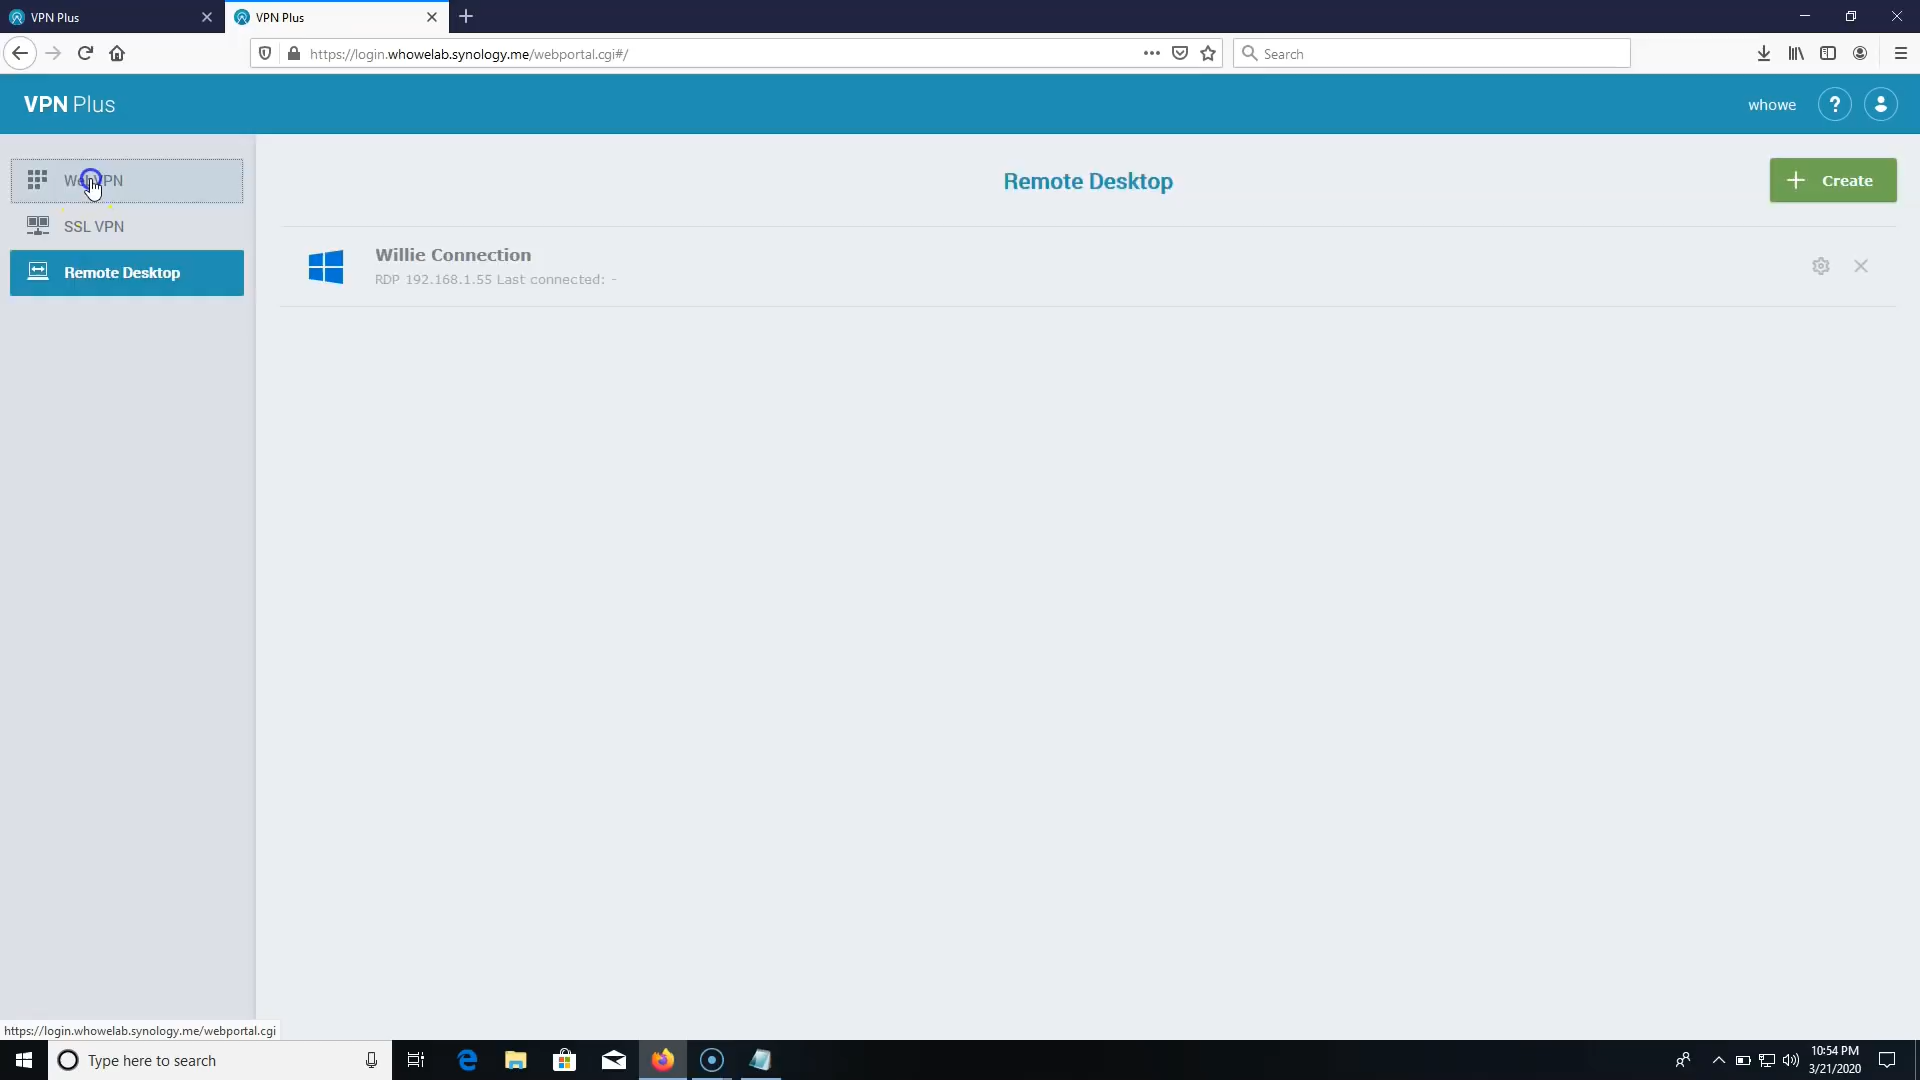 VPN Plus
VPN Plus
https://login.whowelab.synology.me/webportal.cgi#/
Search
VPN Plus
whowe
WebVPN
Remote Desktop
Create
SSL VPN
Willie Connection
RDP 192.168.1.55 Last connected: -
Remote Desktop
https://login.whowelab.synology.me/webportal.cgi
Type here to search
10:54 PM
3/21/2020